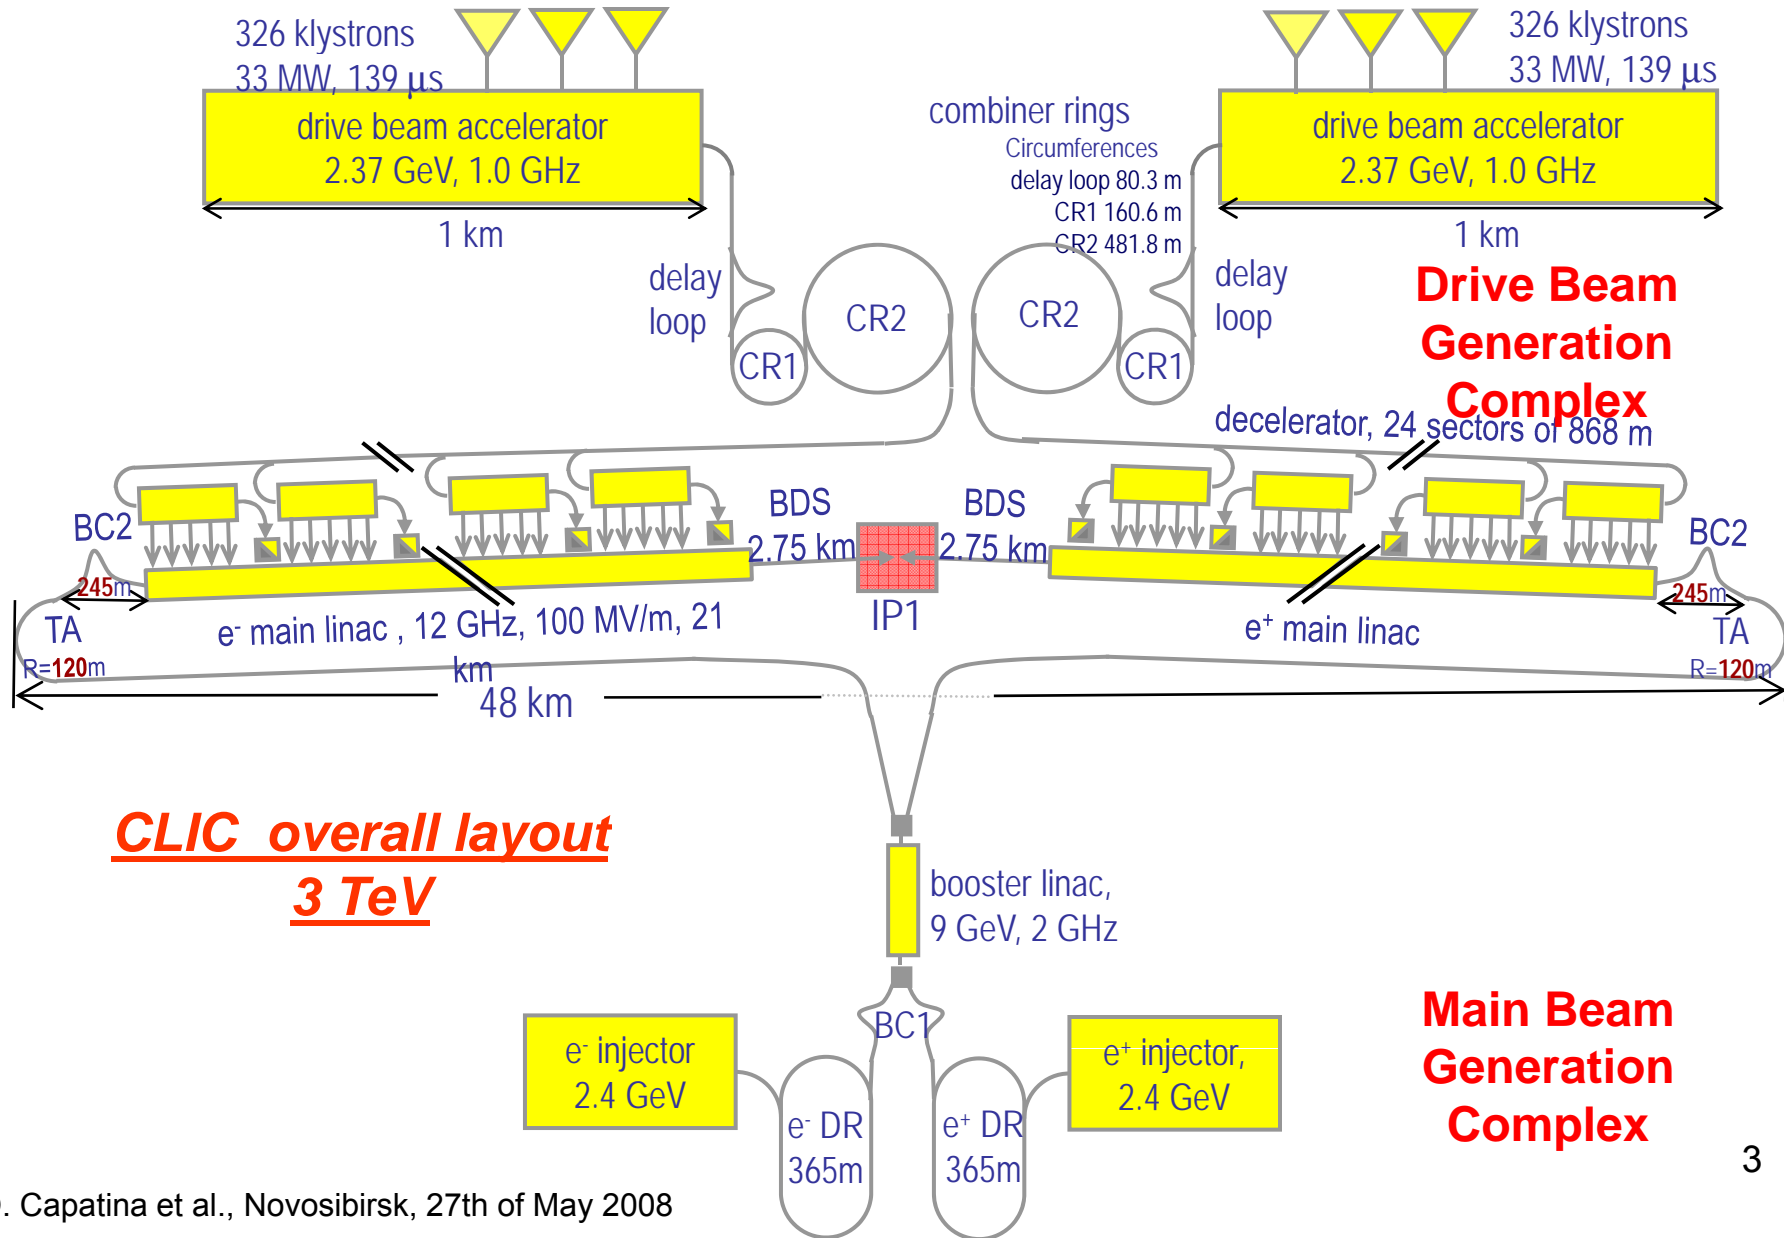 326 klystrons
33 MW, 139 μs
drive beam accelerator
2.37 GeV, 1.0 GHz
1 km
combiner rings
Circumferences
delay loop 80.3 m
CR1 160.6 m
CR2 481.8 m
326 klystrons
33 MW, 139 μs
drive beam accelerator
2.37 GeV, 1.0 GHz
1 km
delay
loop
CR1
CR2
CR2
CR1
delay
loop
Drive Beam
Generation
Complex
decelerator, 24 sectors of 868 m
BC2
245m
TA
R=120m
BDS
2.75 km
IP1
BDS
2.75 km
BC2
245m
TA
R=120m
e- main linac , 12 GHz, 100 MV/m, 21
km
e+ main linac
48 km
CLIC overall layout
3 TeV
booster linac,
9 GeV, 2 GHz
BC1
e- injector
2.4 GeV
e- DR
365m
e+ DR
365m
e+ injector,
2.4 GeV
Main Beam
Generation
Complex
3
. Capatina et al., Novosibirsk, 27th of May 2008